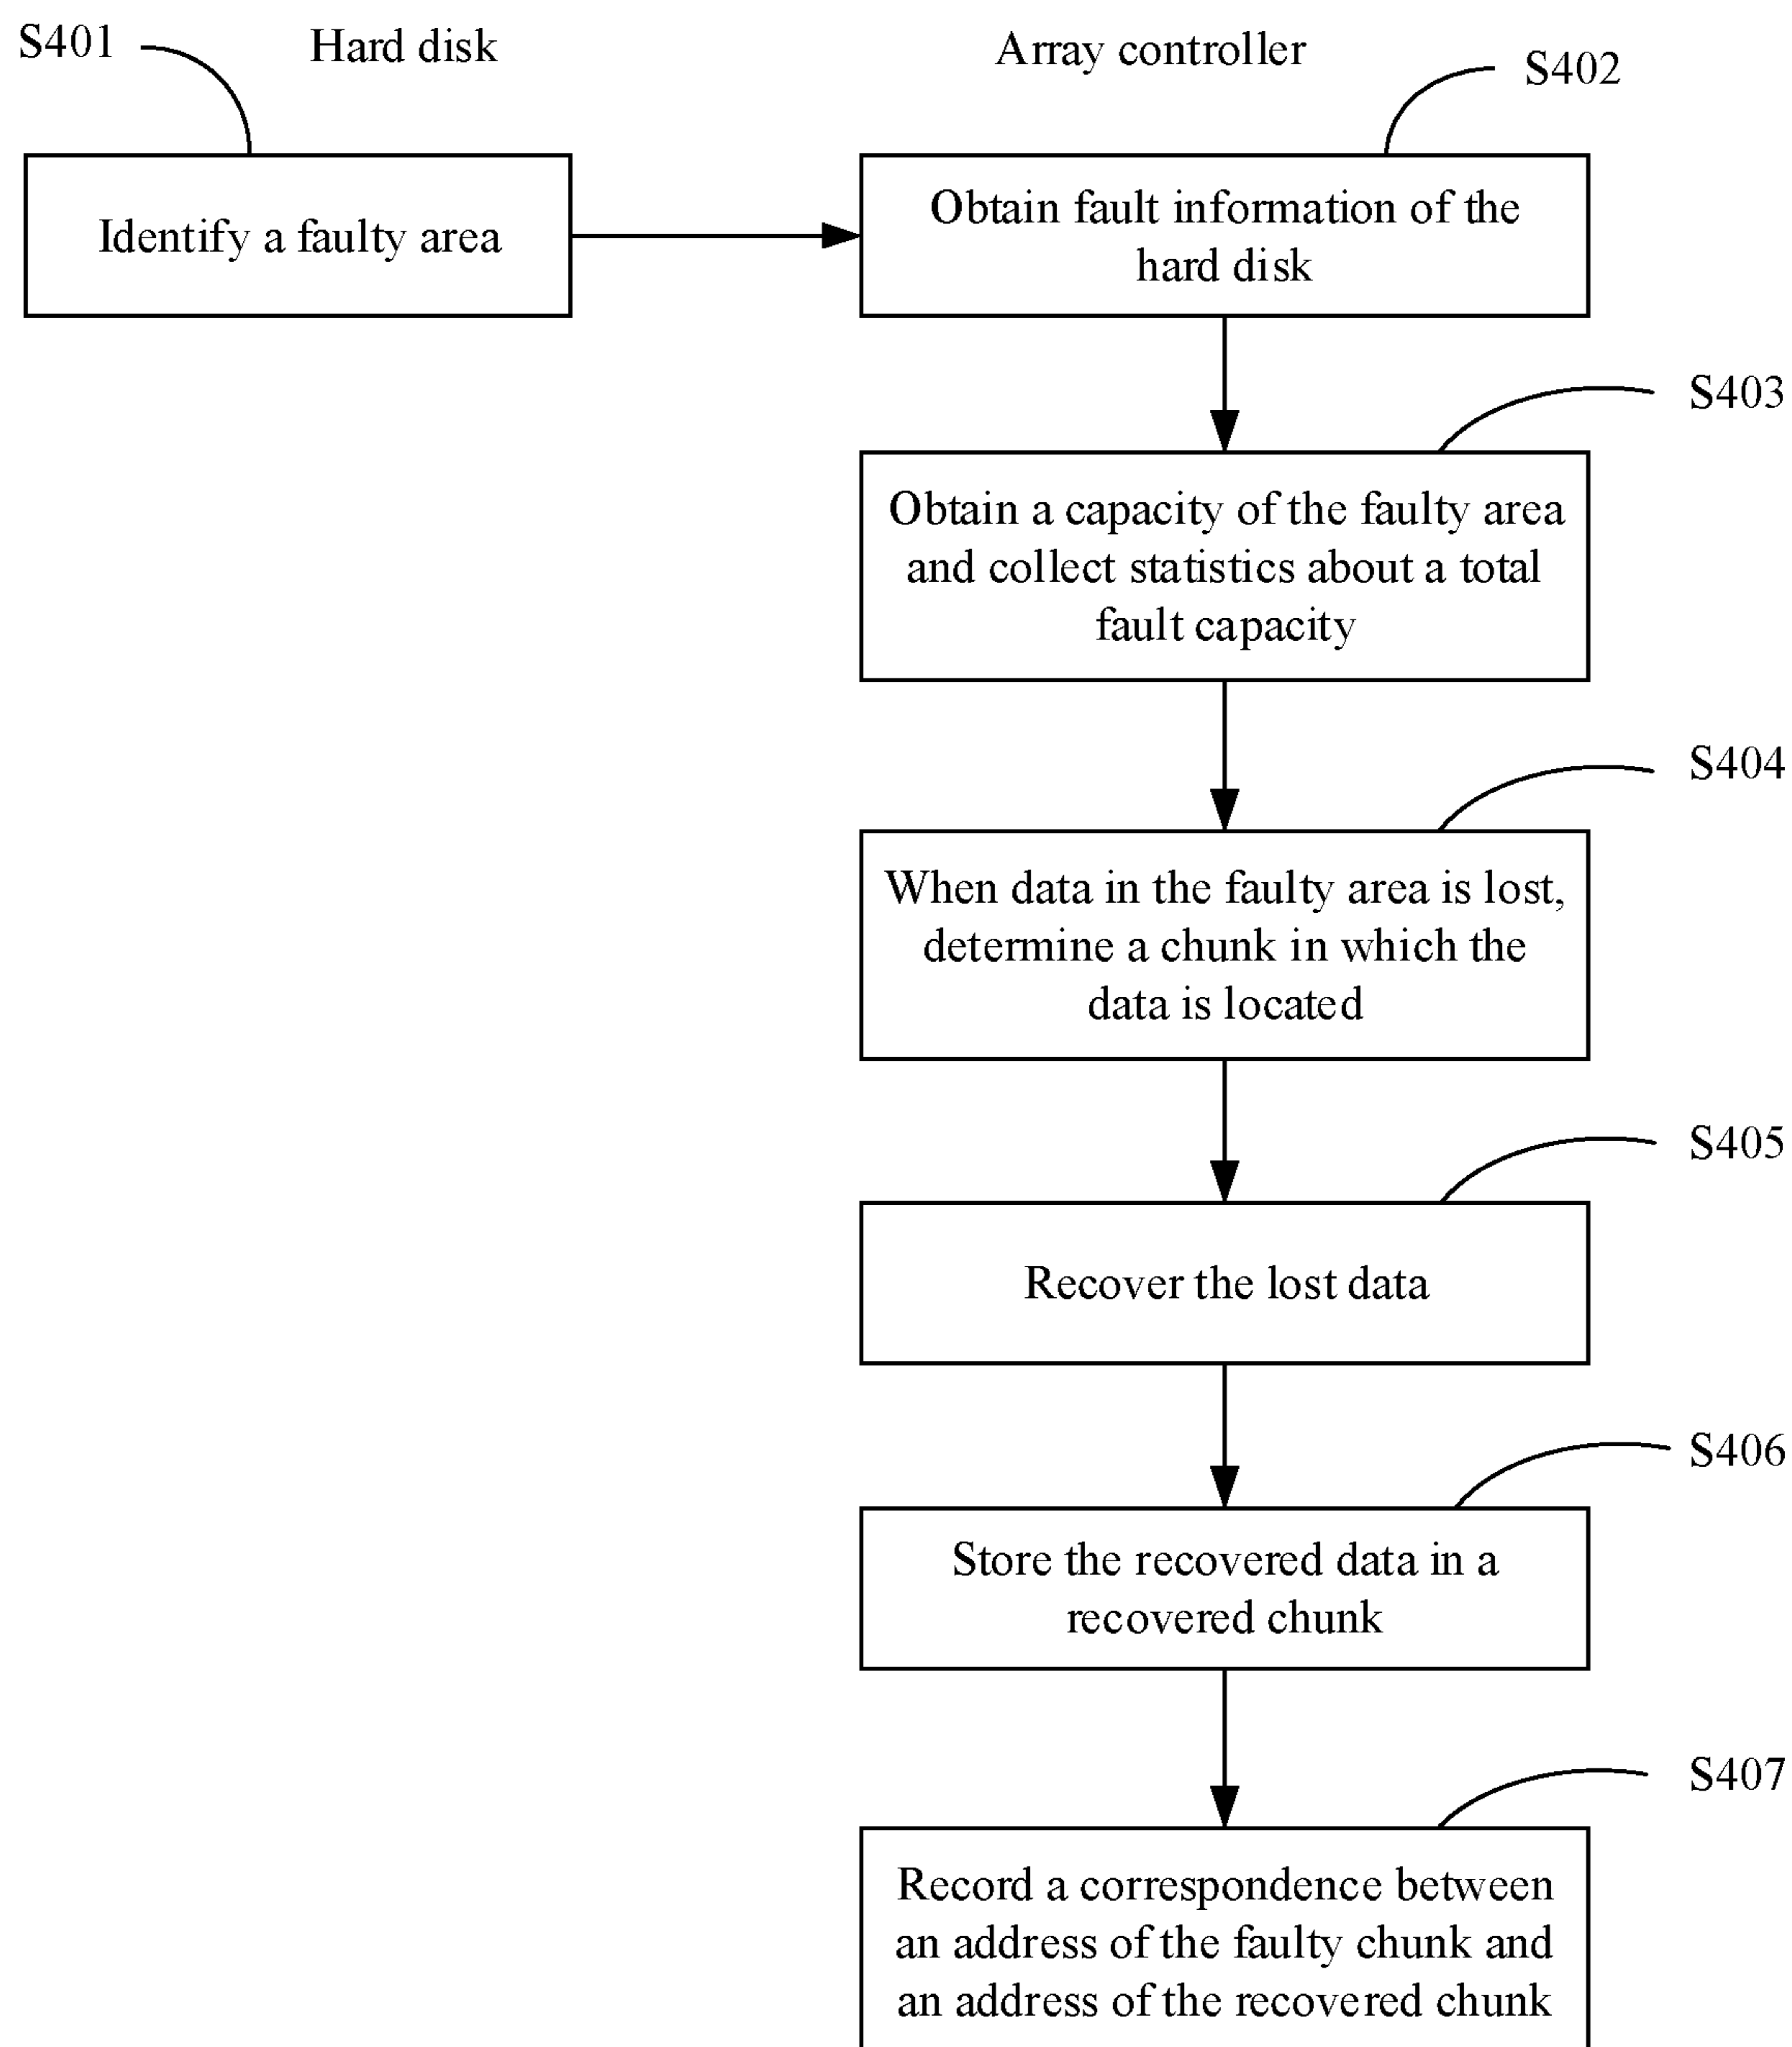 S401
Hard disk
Array controller
S402
Identify a faulty area
Obtain fault information of the
hard disk
S403
Obtain a capacity of the faulty area
and collect statistics about a total
fault capacity
S404
When data in the faulty area is lost,
determine a chunk in which the
data is located
S405
Recover the lost data
S406
Store the recovered data in a
recovered chunk
S407
Record a correspondence between
an address of the faulty chunk and
an address of the recovered chunk